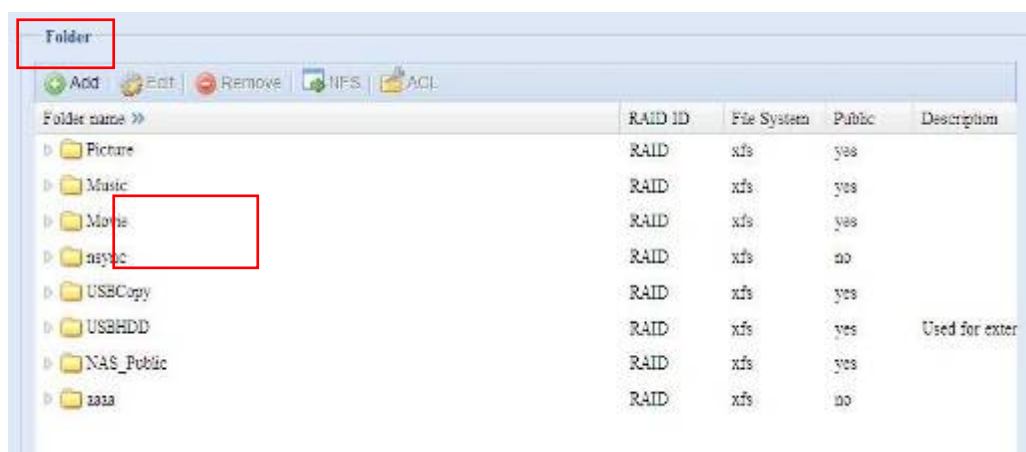 Folder
Add Edit Remove NFS ACL
Folder name » RAID ID File System Public Description
Picture RAID xfs yes
Music RAID xfs yes
Movie RAID xfs yes
nsync RAID xfs no
USBCopy RAID xfs yes
USBHDD RAID xfs yes Used for exter
NAS_Public RAID xfs yes
aaaa RAID xfs no